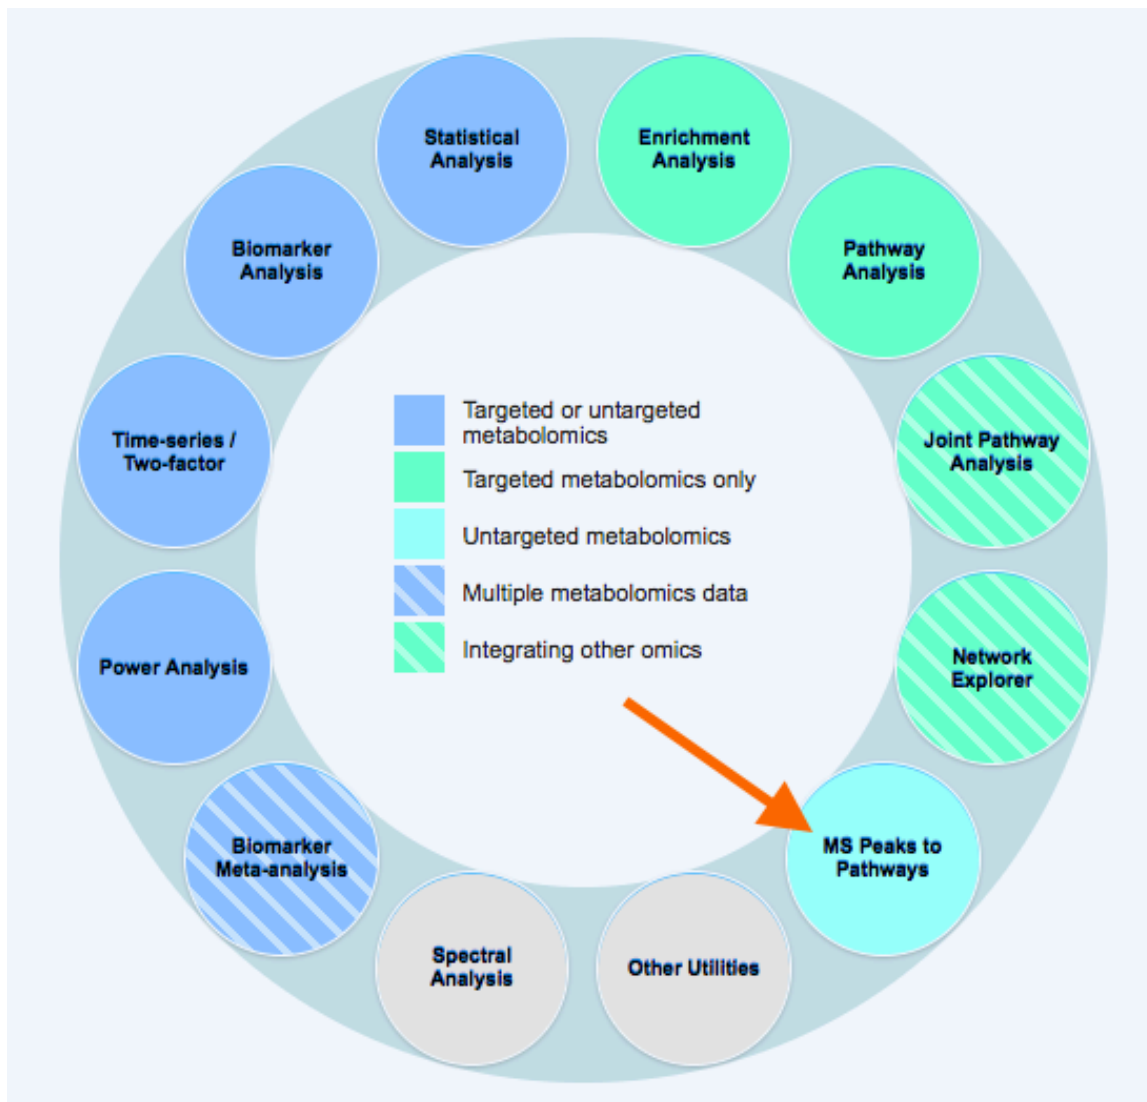 Statistical
Analysis
Enrichment
Analysis
Biomarker
Analysis
Pathway
Analysis
Time-series /
Two-factor
Joint Pathway
Analysis
Targeted or untargeted
metabolomics
Targeted metabolomics only
Untargeted metabolomics
Multiple metabolomics data
Integrating other omics
Power Analysis
Network
Explorer
Biomarker
Meta-analysis
MS Peaks to
Pathways
Spectral
Analysis
Other Utilities